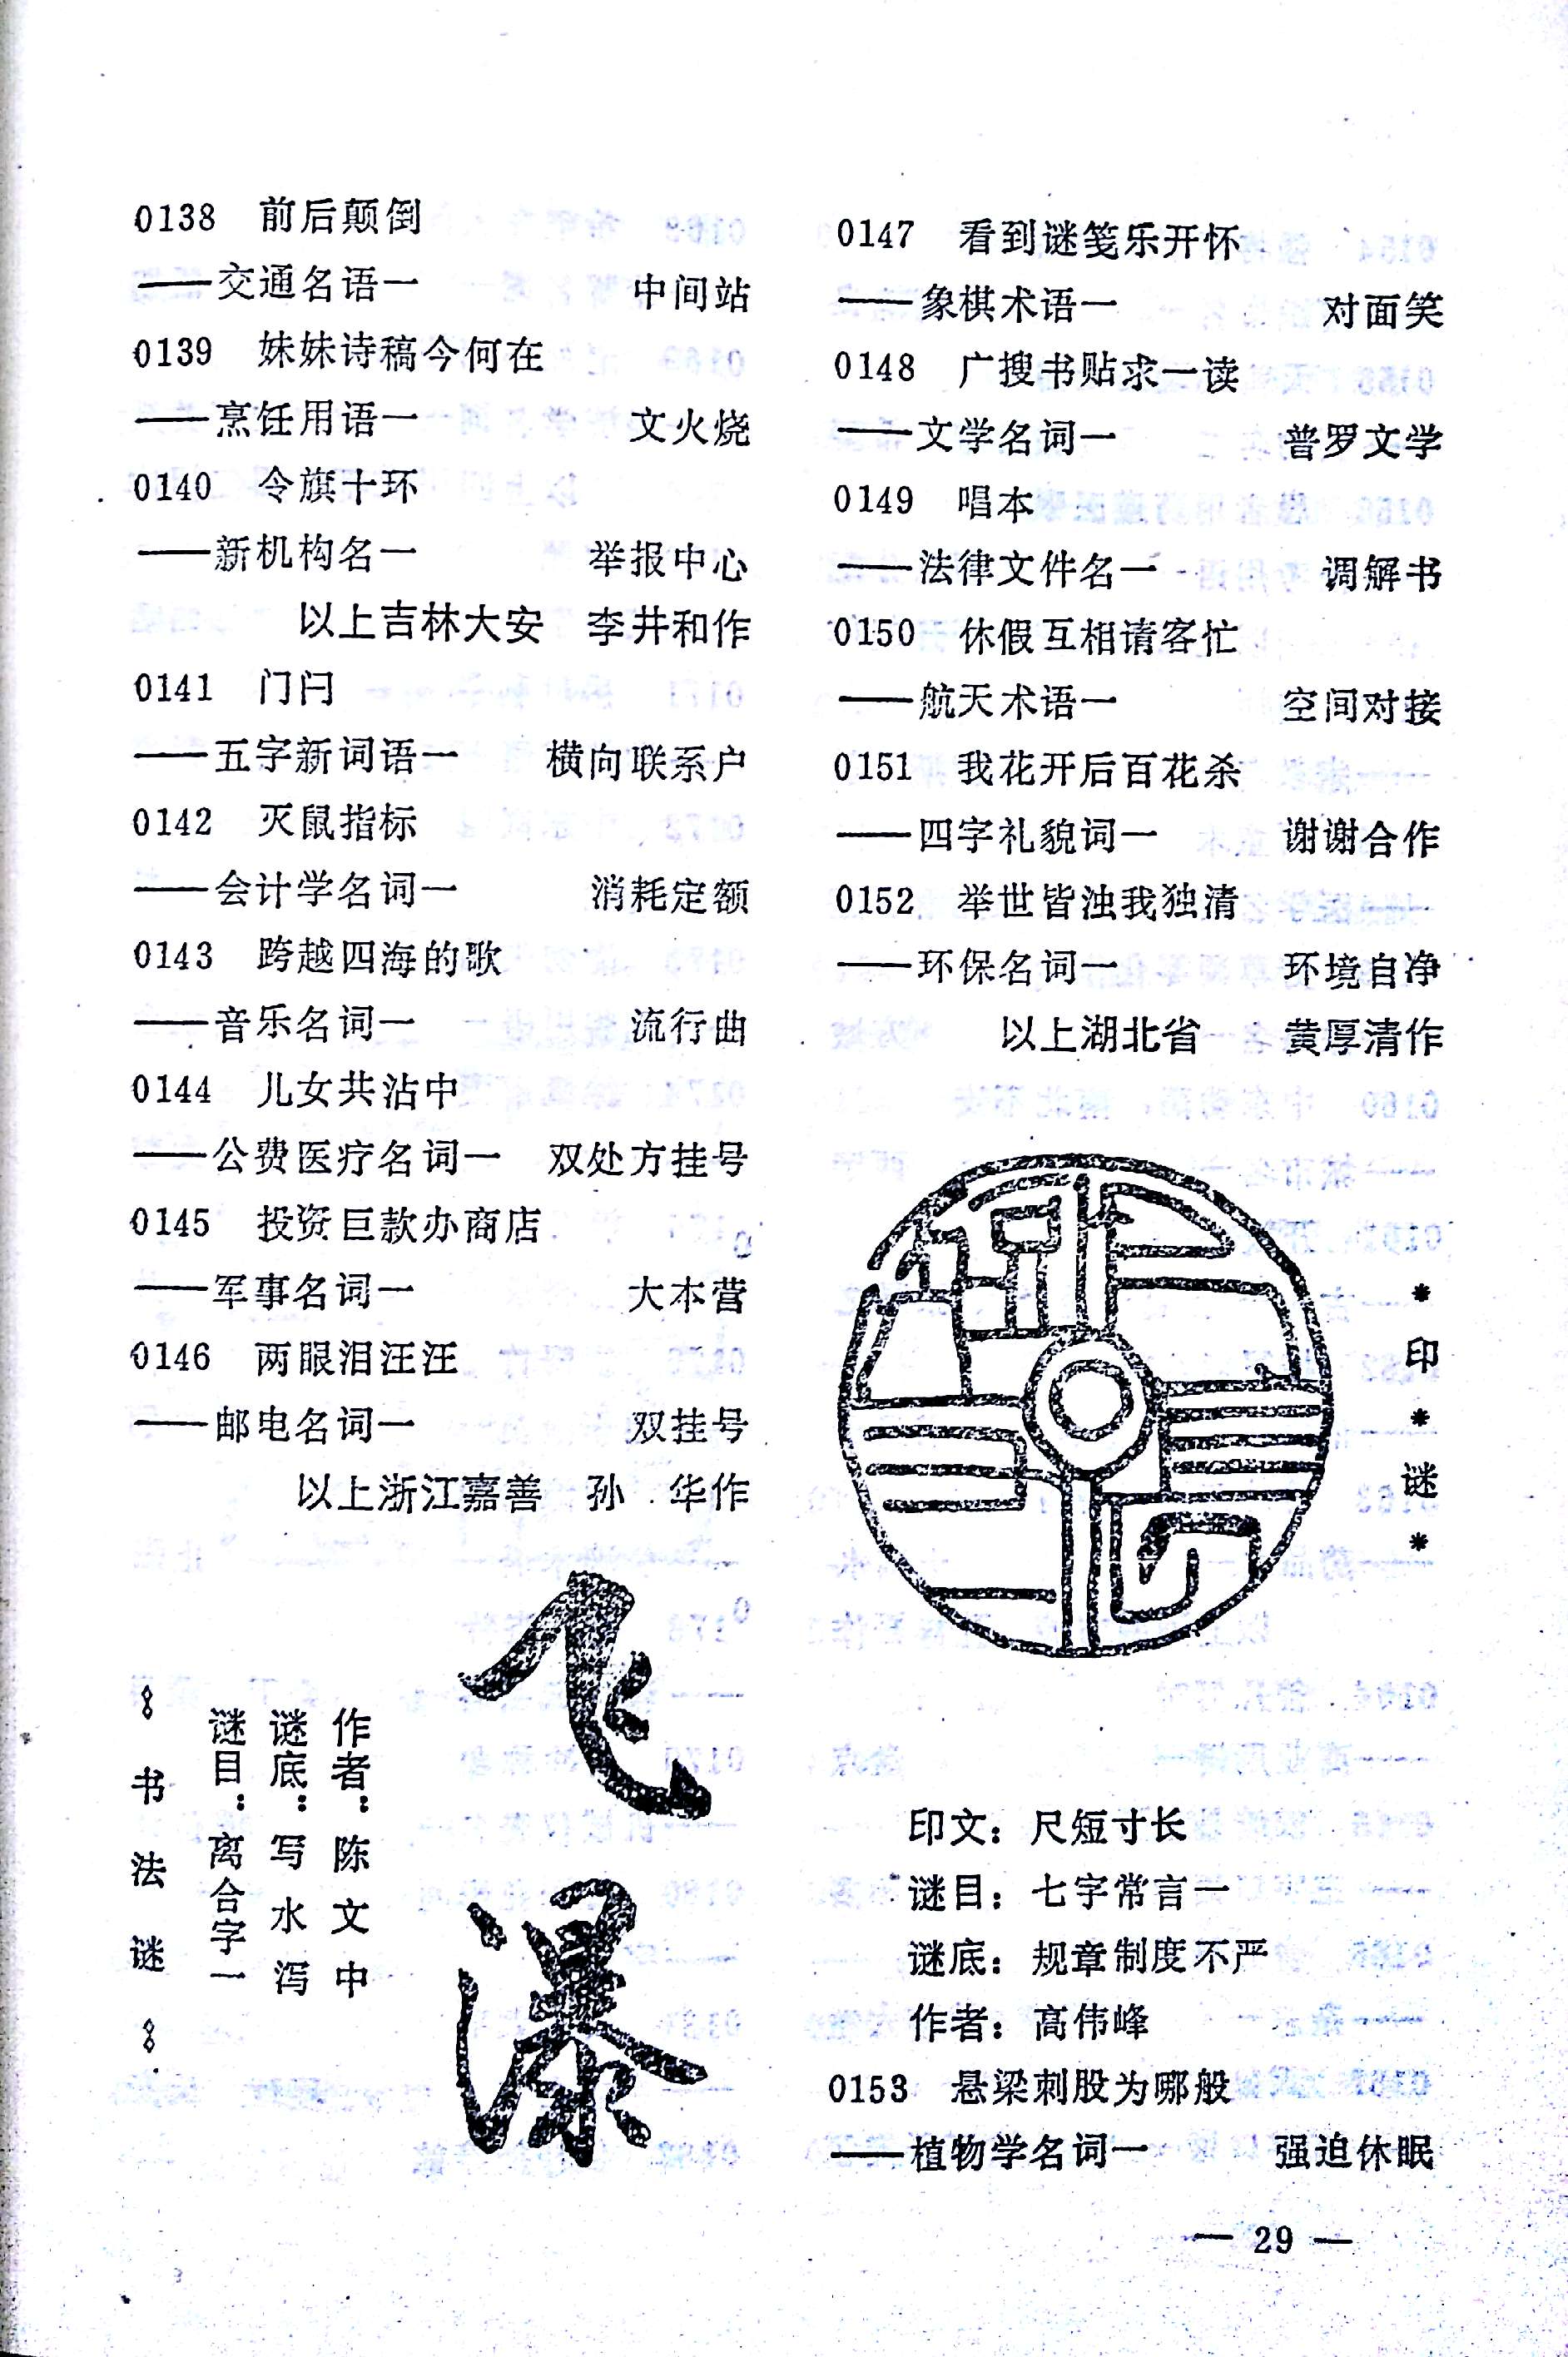 0138 前后颠倒
——交通名语一 中间站
0139 妹妹诗稿今何在
——烹饪用语一 文火烧
0140 令旗十环
——新机构名一 举报中心
以上吉林大安 李井和作
0141 门闩
——五字新词语一 横向联系户
0142 灭鼠指标
——会计学名词一 消耗定额
0143 跨越四海的歌
——音乐名词一 流行曲
0144 儿女共沾巾
——公费医疗名词一 双处方挂号
0145 投资巨款办商店
——军事名词一 大本营
0146 两眼泪汪汪
——邮电名词一 双挂号
以上浙江嘉善 孙 华作
飞瀑
作者：陈文中
谜底：写水泻
谜目：离合字一
书法谜
0147 看到谜笺乐开怀
——象棋术语一 对面笑
0148 广搜书贴求一读
——文学名词一 普罗文学
0149 唱本
——法律文件名一 调解书
0150 休假互相请客忙
——航天术语一 空间对接
0151 我花开后百花杀
——四字礼貌词一 谢谢合作
0152 举世皆浊我独清
——环保名词一 环境自净
以上湖北省 黄厚清作
*印*谜*
印文：尺短寸长
谜目：七字常言一
谜底：规章制度不严
作者：高伟峰
0153 悬梁刺股为哪般
——植物学名词一 强迫休眠
— 29 —